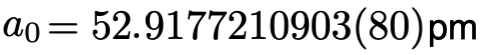 a₀ = 52.9177210903(80)pm